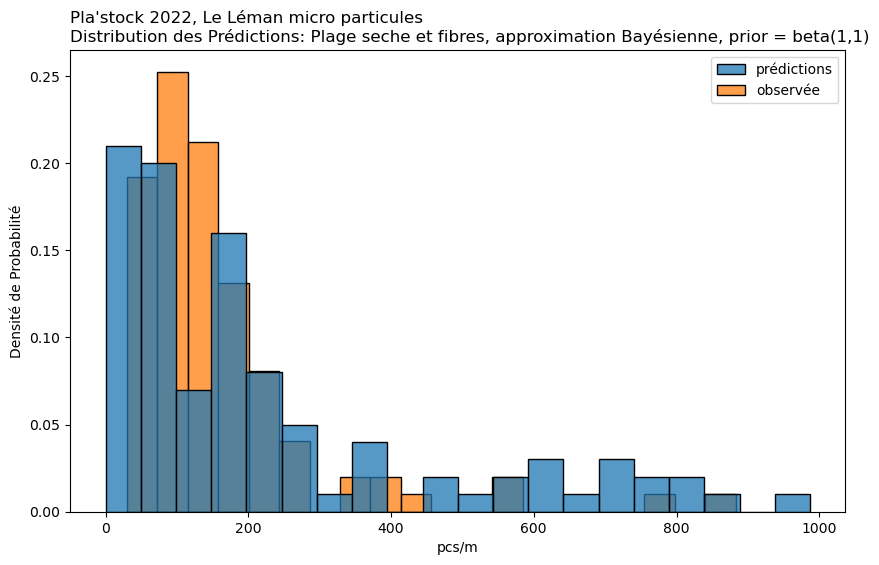 Pla'stock 2022, Le Léman micro particules
Distribution des Prédictions: Plage seche et fibres, approximation Bayésienne, prior = beta(1,1)
prédictions
observée
Densité de Probabilité
0.25
0.20
0.15
0.10
0.05
0.00
0
200
400
600
800
1000
pcs/m